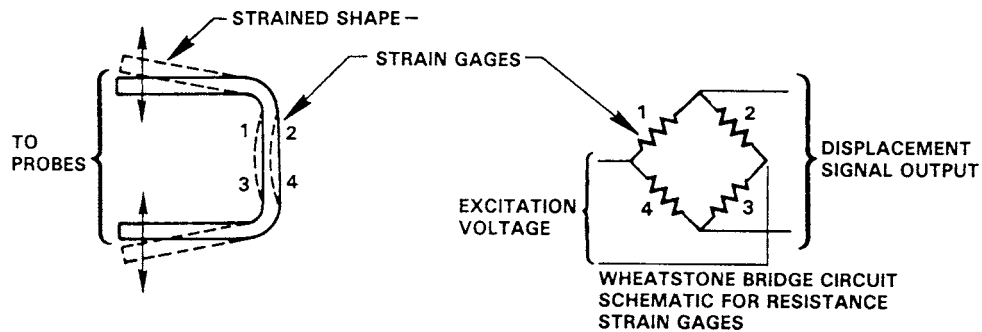 STRAINED SHAPE
STRAIN GAGES
TO
PROBES
1
2
3
4
1
2
4
3
EXCITATION
VOLTAGE
DISPLACEMENT
SIGNAL OUTPUT
WHEATSTONE BRIDGE CIRCUIT
SCHEMATIC FOR RESISTANCE
STRAIN GAGES